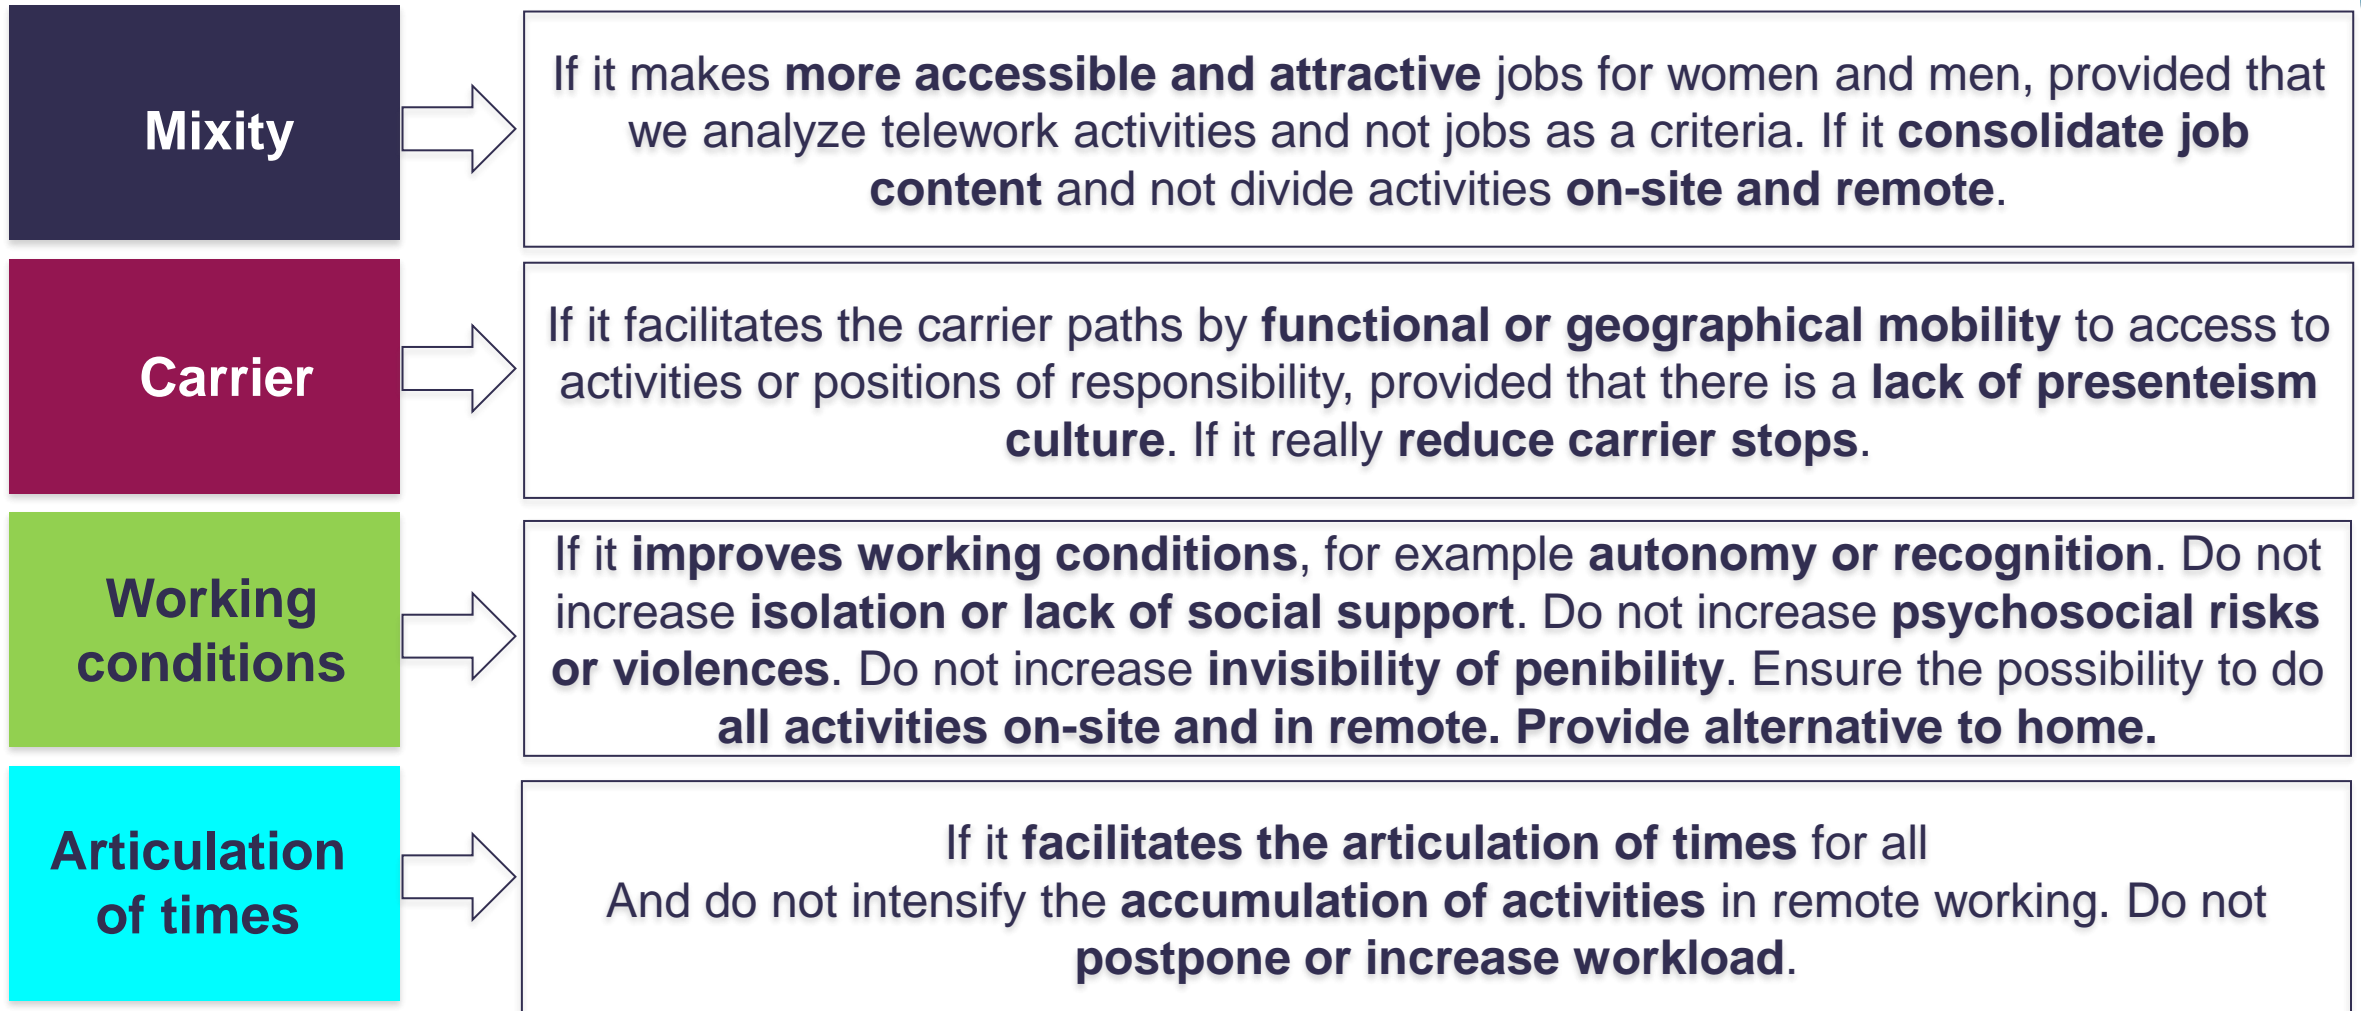 Mixity
If it makes more accessible and attractive jobs for women and men, provided that
we analyze telework activities and not jobs as a criteria. If it consolidate job
content and not divide activities on-site and remote.
Carrier
If it facilitates the carrier paths by functional or geographical mobility to access to
activities or positions of responsibility, provided that there is a lack of presenteism
culture. If it really reduce carrier stops.
Working
conditions
If it improves working conditions, for example autonomy or recognition. Do not
increase isolation or lack of social support. Do not increase psychosocial risks
or violences. Do not increase invisibility of penibility. Ensure the possibility to do
all activities on-site and in remote. Provide alternative to home.
Articulation
of times
If it facilitates the articulation of times for all
And do not intensify the accumulation of activities in remote working. Do not
postpone or increase workload.